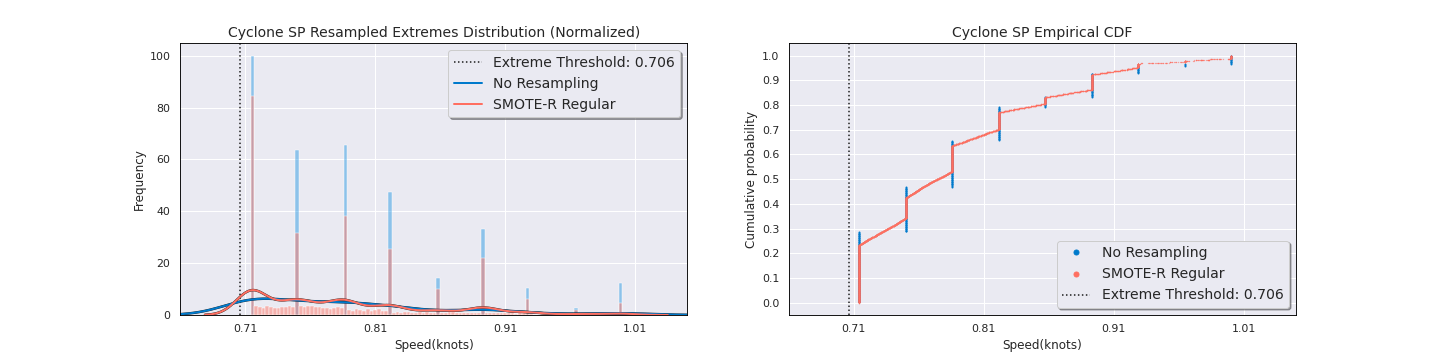 Cyclone SP Resampled Extremes Distribution (Normalized)
100
80
60
40
20
0
Frequency
Extreme Threshold: 0.706
No Resampling
SMOTE-R Regular
0.71
0.81
0.91
1.01
Speed(knots)
Cyclone SP Empirical CDF
1.0
0.9
0.8
0.7
0.6
0.5
0.4
0.3
0.2
0.1
0.0
Cumulative probability
No Resampling
SMOTE-R Regular
Extreme Threshold: 0.706
0.71
0.81
0.91
1.01
Speed(knots)